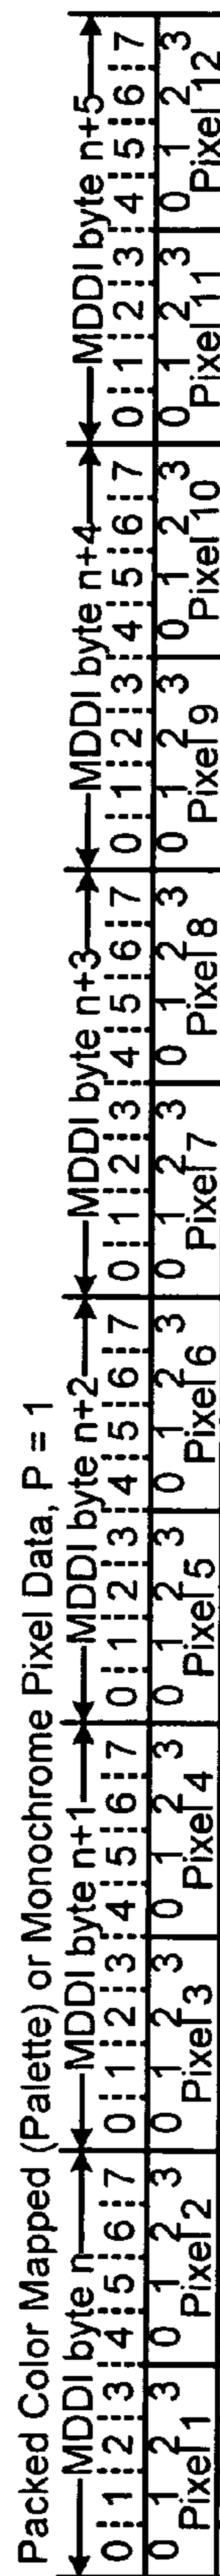 Packed Color Mapped (Palette) or Monochrome Pixel Data, P = 1
MDDI byte n MDDI byte n+1 MDDI byte n+2 MDDI byte n+3 MDDI byte n+4 MDDI byte n+5
0 1 2 3 4 5 6 7 0 1 2 3 4 5 6 7 0 1 2 3 4 5 6 7 0 1 2 3 4 5 6 7 0 1 2 3 4 5 6 7 0 1 2 3 4 5 6 7
0 1 2 3 0 1 2 3 0 1 2 3 0 1 2 3 0 1 2 3 0 1 2 3 0 1 2 3 0 1 2 3 0 1 2 3 0 1 2 3 0 1 2 3 0 1 2 3
Pixel 1 Pixel 2 Pixel 3 Pixel 4 Pixel 5 Pixel 6 Pixel 7 Pixel 8 Pixel 9 Pixel 10 Pixel 11 Pixel 12